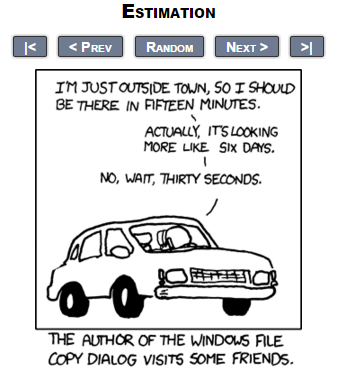 ESTIMATION
|<
< PREV
RANDOM
NEXT >
>|
I'M JUST OUTSIDE TOWN, SO I SHOULD
BE THERE IN FIFTEEN MINUTES.
ACTUALLY, IT'S LOOKING
MORE LIKE SIX DAYS.
NO, WAIT, THIRTY SECONDS.
THE AUTHOR OF THE WINDOWS FILE
COPY DIALOG VISITS SOME FRIENDS.